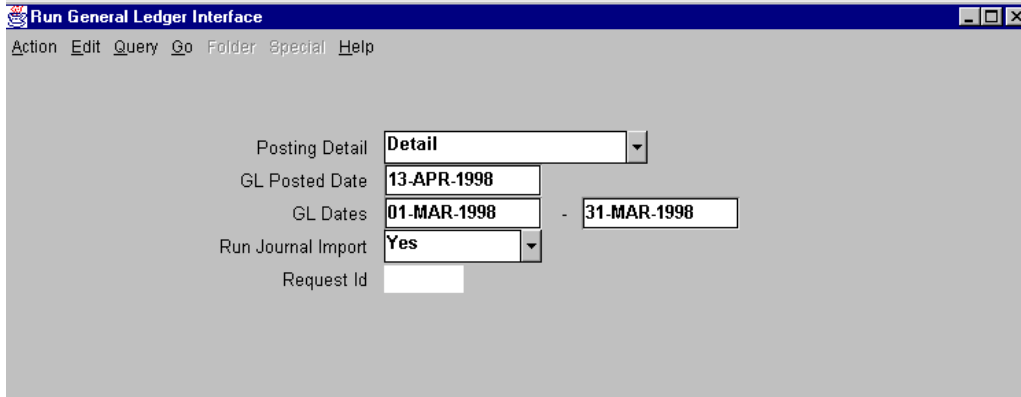 Run General Ledger Interface
Action Edit Query Go Folder Special Help
Posting Detail Detail
GL Posted Date 13-APR-1998
GL Dates 01-MAR-1998 - 31-MAR-1998
Run Journal Import Yes
Request Id